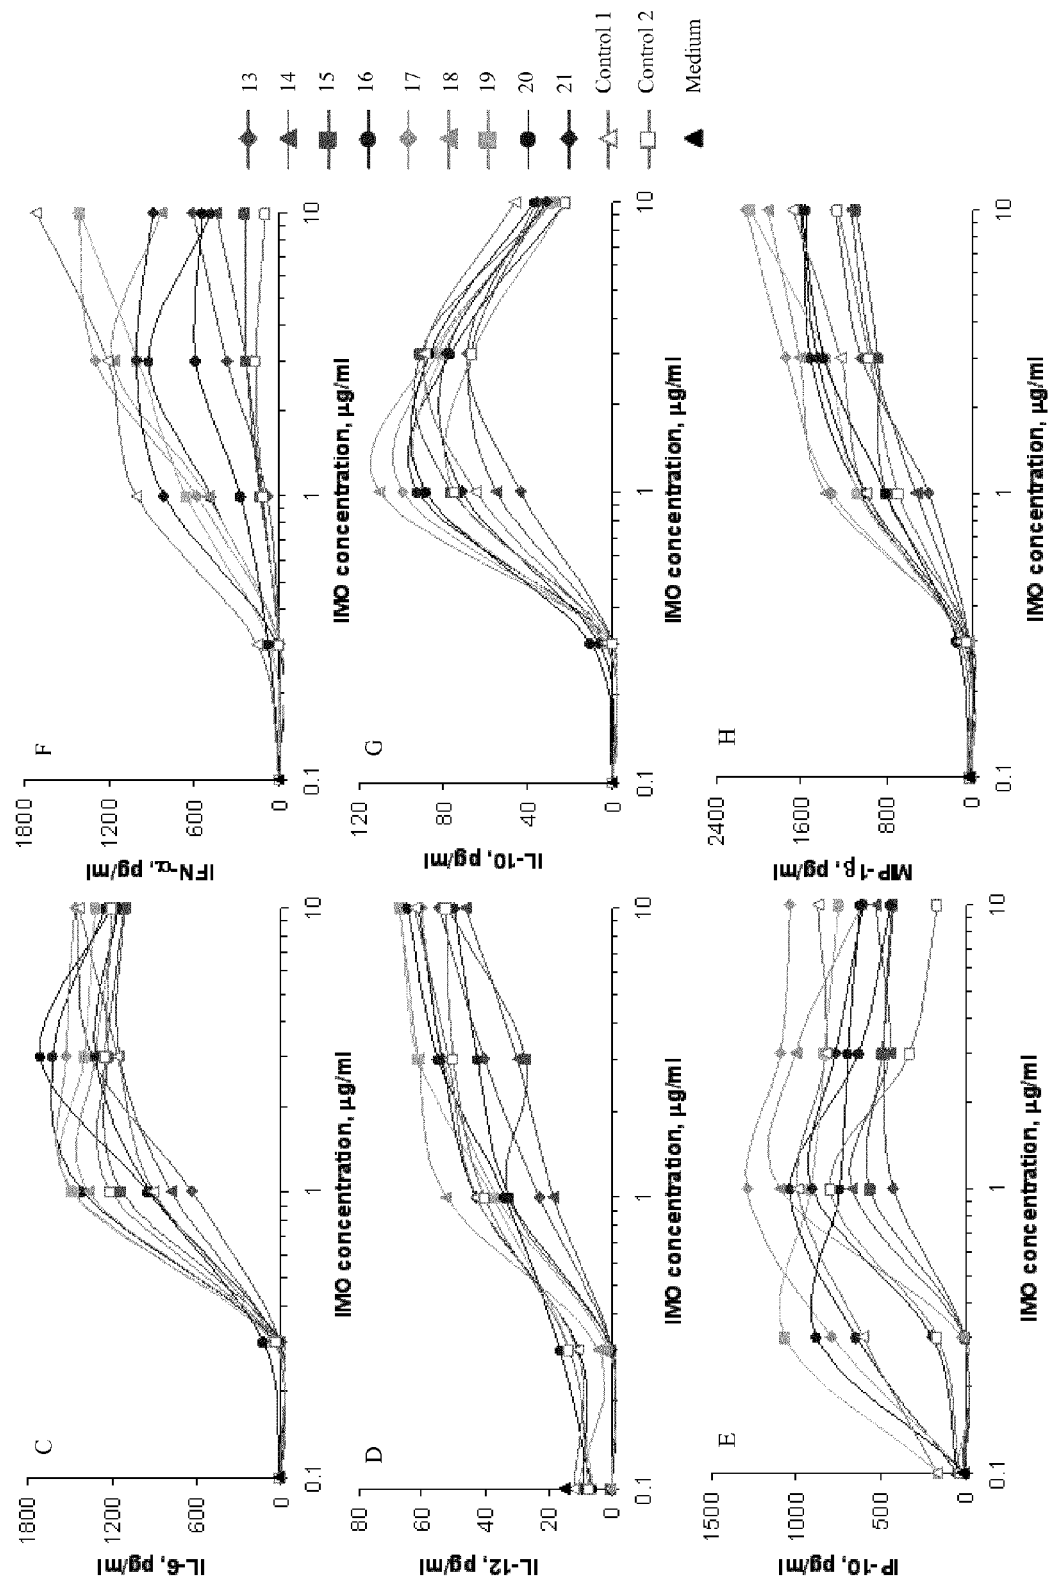 C
IL-6, pg/ml
1800
1200
600
0
0.1
1
10
IMO concentration, µg/ml
D
IL-12, pg/ml
80
60
40
20
0
0.1
1
10
IMO concentration, µg/ml
E
IP-10, pg/ml
1500
1000
500
0
0.1
1
10
IMO concentration, µg/ml
F
IFN-α, pg/ml
1800
1200
600
0
0.1
1
10
IMO concentration, µg/ml
G
IL-10, pg/ml
120
80
40
0
0.1
1
10
IMO concentration, µg/ml
H
MIP-1β, pg/ml
2400
1600
800
0
0.1
1
10
IMO concentration, µg/ml
13
14
15
16
17
18
19
20
21
Control 1
Control 2
Medium